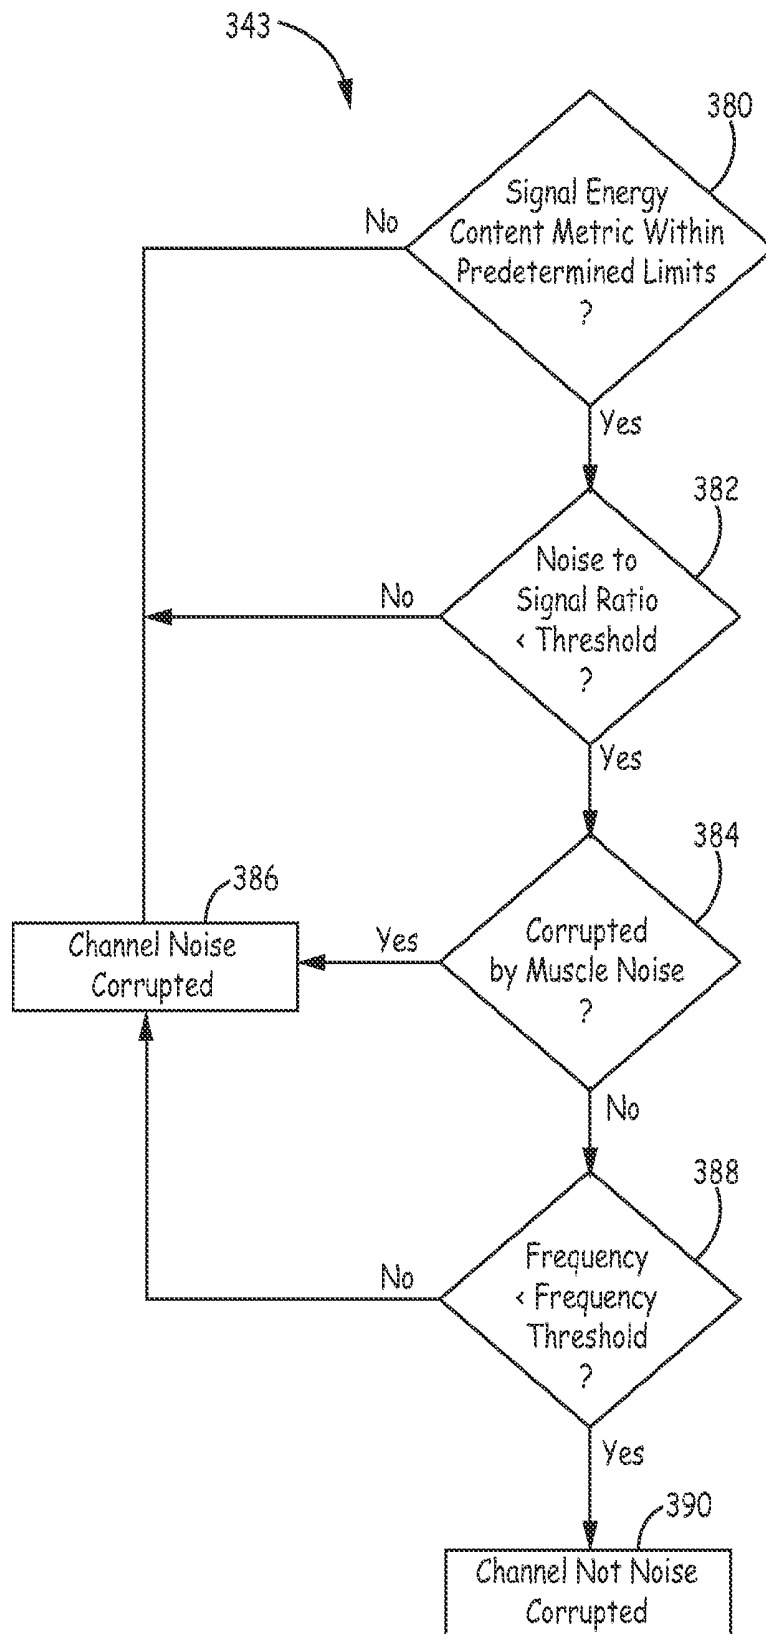 343
380
Signal Energy
Content Metric Within
Predetermined Limits
?
No
Yes
382
Noise to
Signal Ratio
< Threshold
?
No
Yes
384
Corrupted
by Muscle Noise
?
Yes
386
Channel Noise
Corrupted
No
388
Frequency
< Frequency
Threshold
?
No
Yes
390
Channel Not Noise
Corrupted